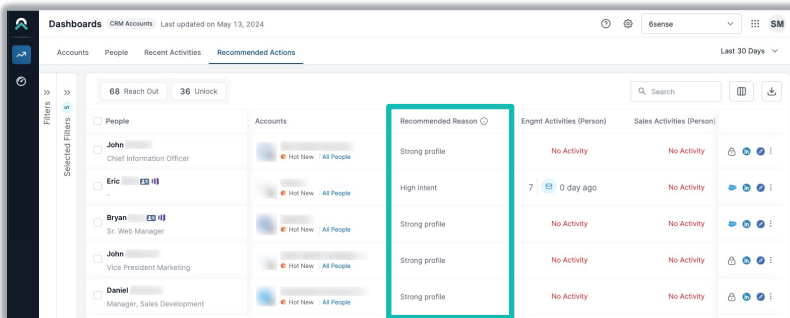 Dashboards CRM Accounts Last updated on May 13, 2024 6sense SM
Accounts People Recent Activities Recommended Actions Last 30 Days
68 Reach Out 36 Unlock Search
Filters
Selected Filters 5
People Accounts Recommended Reason Engmt Activities (Person) Sales Activities (Person)
John Strong profile No Activity No Activity
Chief Information Officer Hot New All People
Eric High Intent 7 0 day ago No Activity
- Hot New All People
Bryan Strong profile No Activity No Activity
Sr. Web Manager Hot New All People
John Strong profile No Activity No Activity
Vice President Marketing Hot New All People
Daniel Strong profile No Activity No Activity
Manager, Sales Development Hot New All People